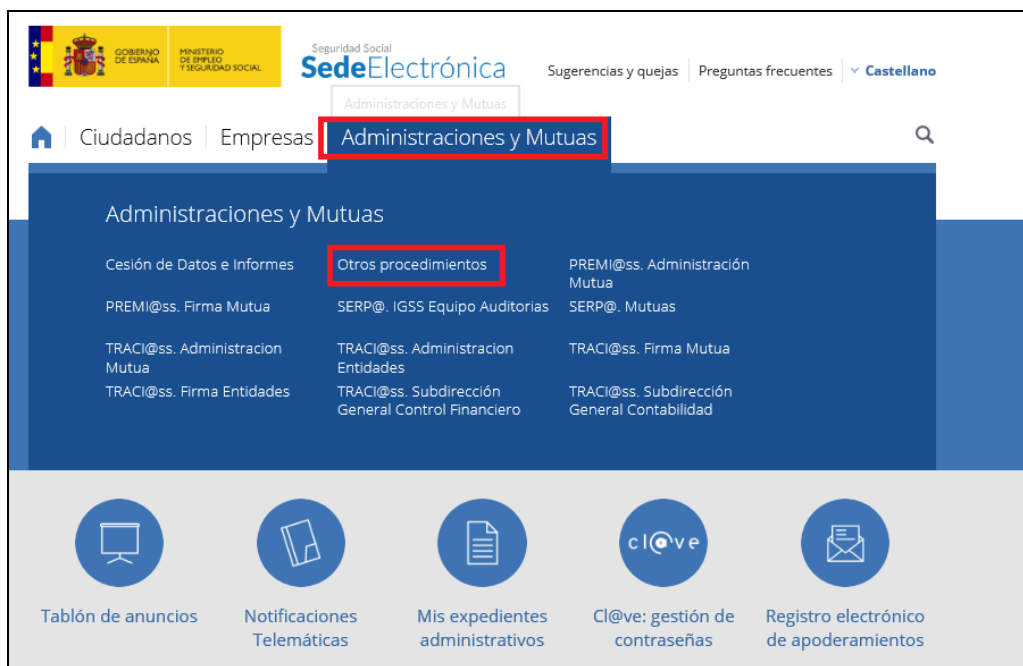 GOBIERNO
DE ESPAÑA
MINISTERIO
DE EMPLEO
Y SEGURIDAD SOCIAL
Seguridad Social
SedeElectrónica
Sugerencias y quejas
Preguntas frecuentes
Castellano
Administraciones y Mutuas
Ciudadanos
Empresas
Administraciones y Mutuas
Administraciones y Mutuas
Cesión de Datos e Informes
Otros procedimientos
PREMI@ss. Administración
Mutua
PREMI@ss. Firma Mutua
SERP@. IGSS Equipo Auditorias
SERP@. Mutuas
TRACI@ss. Administracion
Mutua
TRACI@ss. Administracion
Entidades
TRACI@ss. Firma Mutua
TRACI@ss. Firma Entidades
TRACI@ss. Subdirección
General Control Financiero
TRACI@ss. Subdirección
General Contabilidad
cl@ve
Tablón de anuncios
Notificaciones
Telemáticas
Mis expedientes
administrativos
Cl@ve: gestión de
contraseñas
Registro electrónico
de apoderamientos